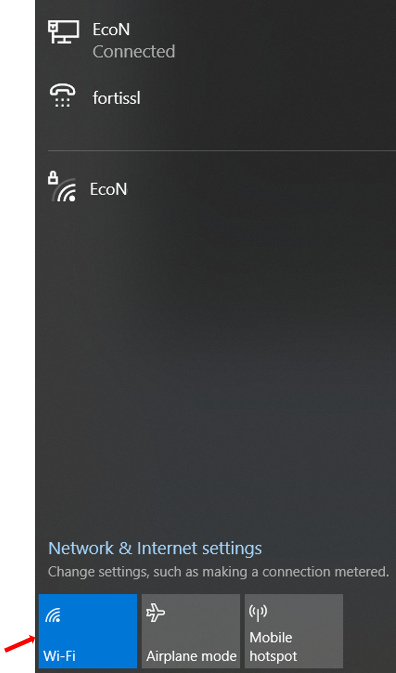 EcoN
Connected
fortissl
EcoN
Network & Internet settings
Change settings, such as making a connection metered.
Wi-Fi
Airplane mode
Mobile
hotspot